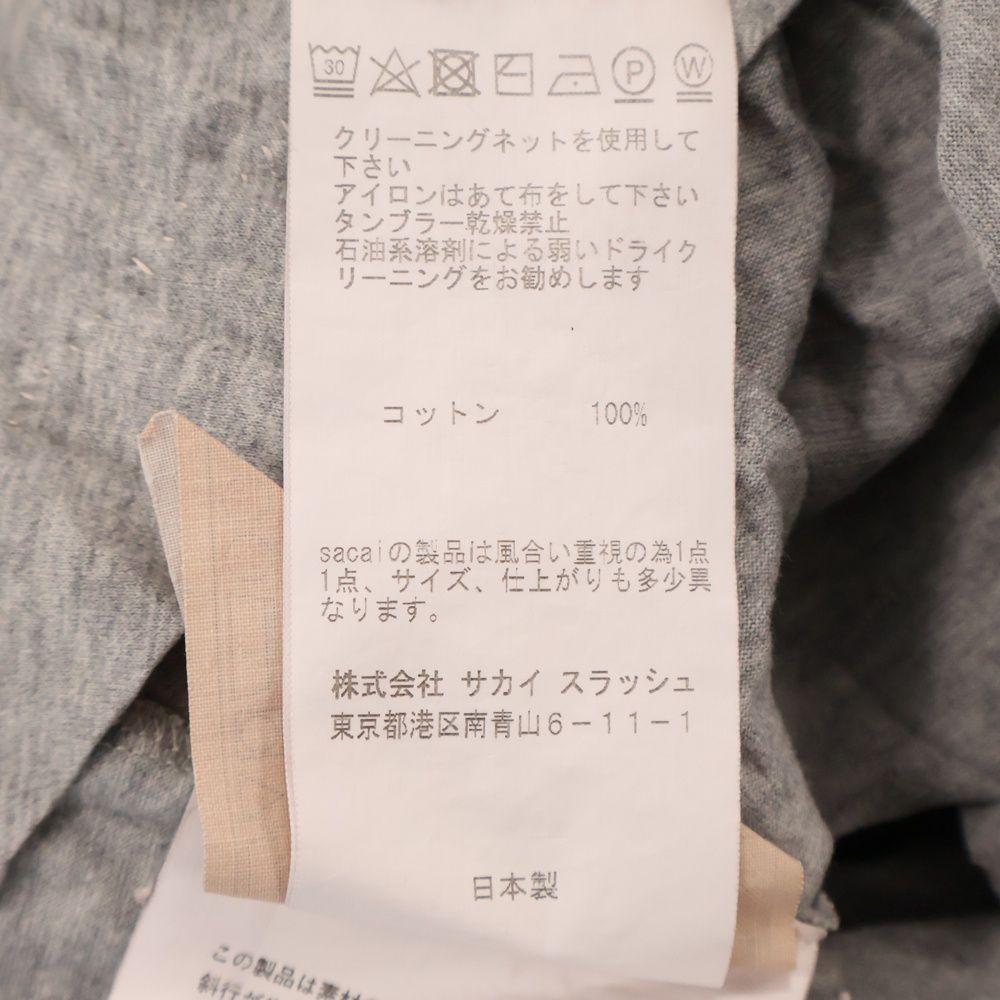 30 P W
クリーニングネットを使用して
下さい
アイロンはあて布をして下さい
タンブラー乾燥禁止
石油系溶剤による弱いドライク
リーニングをお勧めします
コットン 100%
sacaiの製品は風合い重視の為1点
1点、サイズ、仕上がりも多少異
なります。
株式会社 サカイ スラッシュ
東京都港区南青山6-11-1
日本製
この製品は素材
斜行が